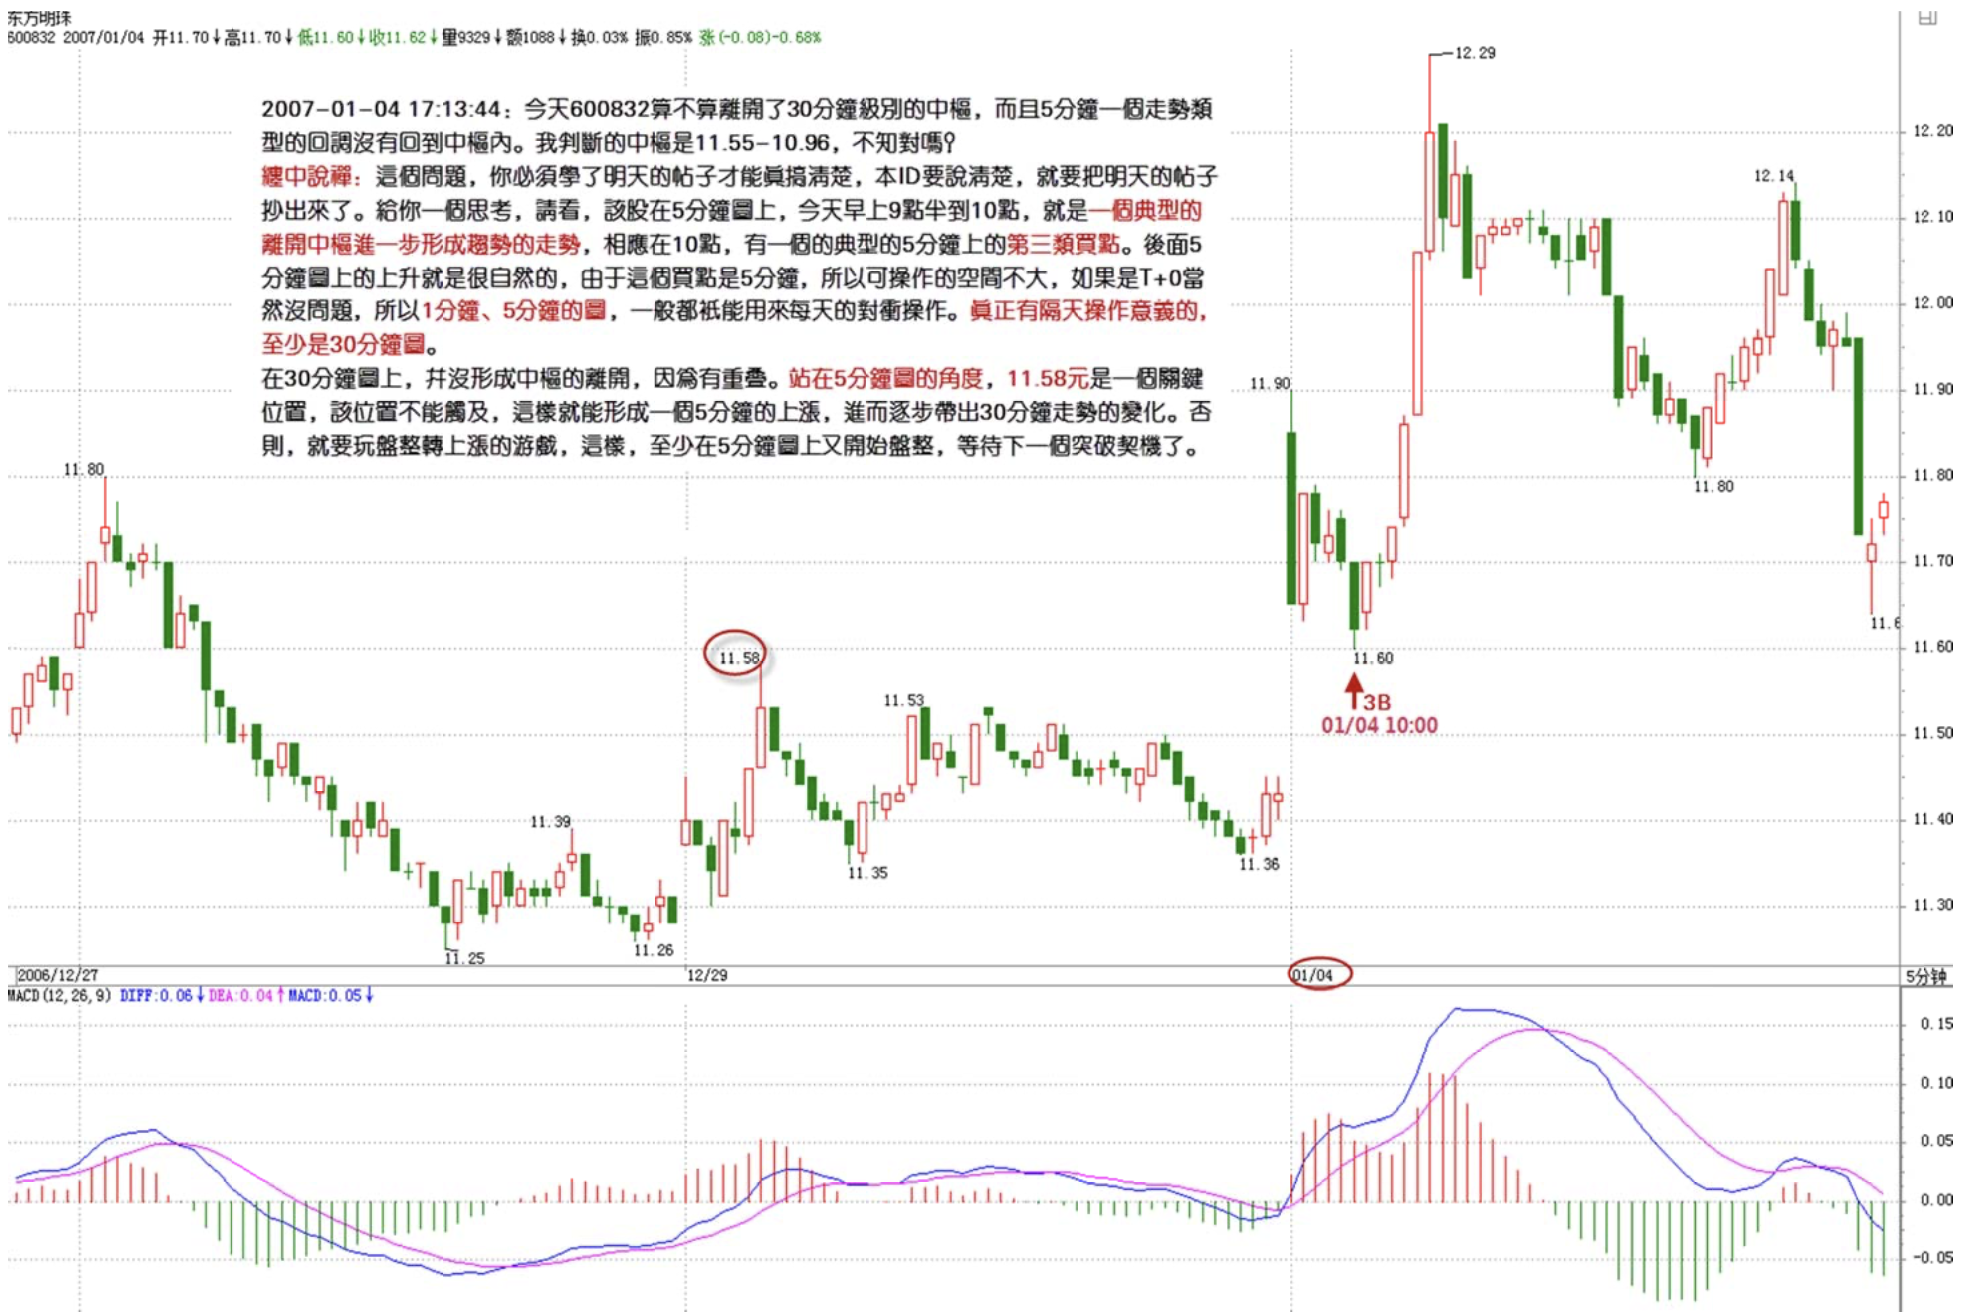 东方明珠
600832 2007/01/04 开11.70↓高11.70↓低11.60↓收11.62↓量9329↓额1088↓换0.03% 振0.85% 涨(-0.08)-0.68%
2007-01-04 17:13:44：今天600832算不算離開了30分鐘級別的中樞，而且5分鐘一個走勢類
型的回調沒有回到中樞內。我判斷的中樞是11.55-10.96，不知對嗎？
纏中說禪：這個問題，你必須學了明天的帖子才能眞搞淸楚，本ID要說淸楚，就要把明天的帖子
抄出來了。給你一個思考，請看，該股在5分鐘圖上，今天早上9點半到10點，就是一個典型的
離開中樞進一步形成趨勢的走勢，相應在10點，有一個的典型的5分鐘上的第三類買點。後面5
分鐘圖上的上升就是很自然的，由于這個買點是5分鐘，所以可操作的空間不大，如果是T+0當
然沒問題，所以1分鐘、5分鐘的圖，一般都衹能用來每天的對衝操作。眞正有隔天操作意義的，
至少是30分鐘圖。
在30分鐘圖上，幷沒形成中樞的離開，因爲有重叠。站在5分鐘圖的角度，11.58元是一個關鍵
位置，該位置不能觸及，這樣就能形成一個5分鐘的上漲，進而逐步帶出30分鐘走勢的變化。否
則，就要玩盤整轉上漲的游戲，這樣，至少在5分鐘圖上又開始盤整，等待下一個突破契機了。
12.29
12.20
12.14
12.10
12.00
11.90
11.90
11.80
11.80
11.80
11.70
11.6
11.60
11.58
11.60
3B
01/04 10:00
11.53
11.50
11.39
11.40
11.35
11.36
11.30
11.25
11.26
2006/12/27
12/29
01/04
5分钟
MACD(12,26,9) DIFF:0.06↓DEA:0.04↑MACD:0.05↓
0.15
0.10
0.05
0.00
-0.05